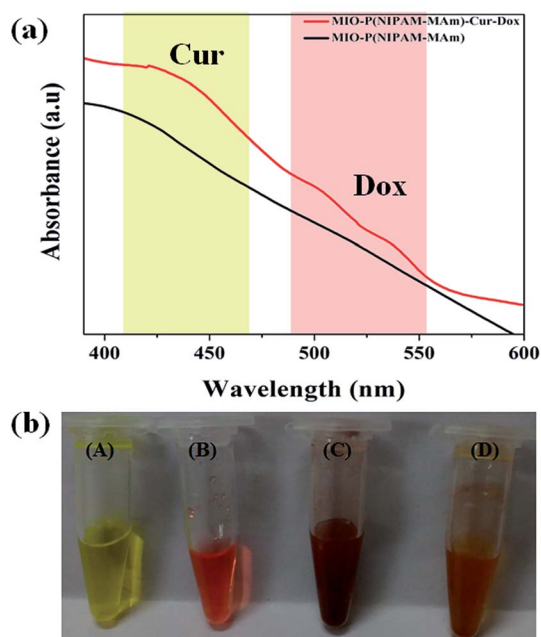 (a)
MIO-P(NIPAM-MAm)-Cur-Dox
MIO-P(NIPAM-MAm)
Cur
Dox
Absorbance (a.u)
400 450 500 550 600
Wavelength (nm)
(b)
(A) (B) (C) (D)